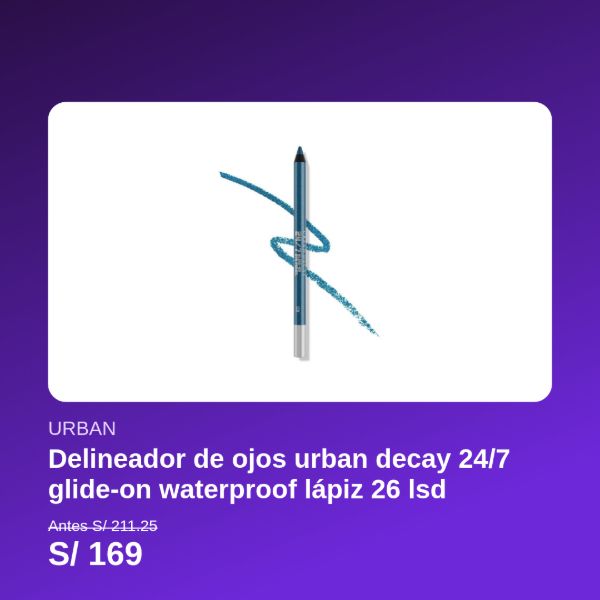 URBAN
Delineador de ojos urban decay 24/7
glide-on waterproof lápiz 26 lsd
Antes S/ 211.25
S/ 169